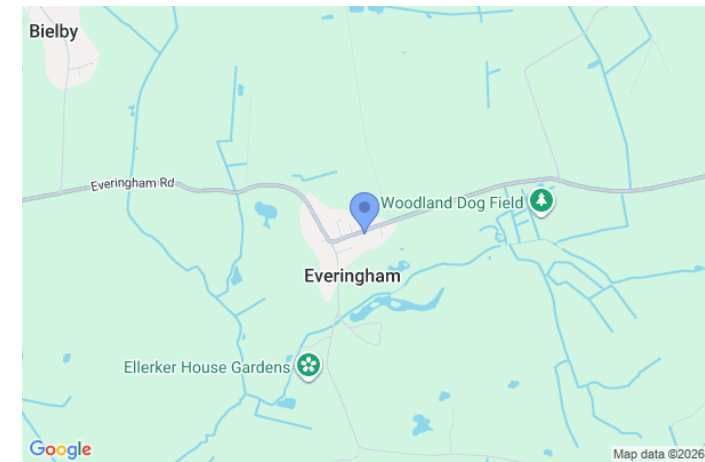 Bielby
Everingham Rd
Woodland Dog Field
Everingham
Ellerker House Gardens
Google
Map data ©2026